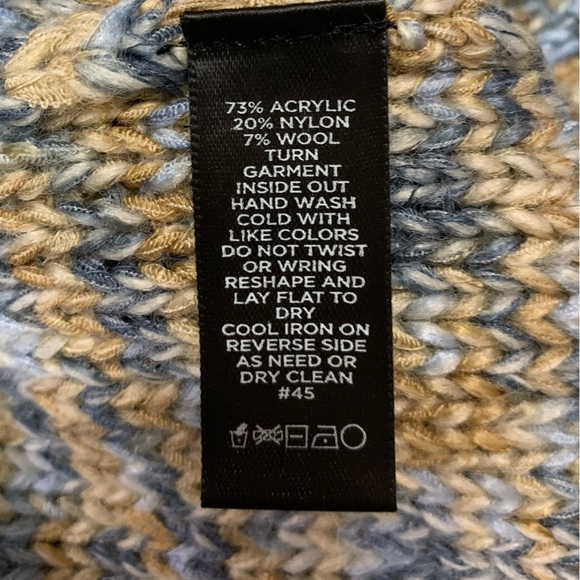 73% ACRYLIC
20% NYLON
7% WOOL
TURN
GARMENT
INSIDE OUT
HAND WASH
COLD WITH
LIKE COLORS
DO NOT TWIST
OR WRING
RESHAPE AND
LAY FLAT TO
DRY
COOL IRON ON
REVERSE SIDE
AS NEED OR
DRY CLEAN
#45